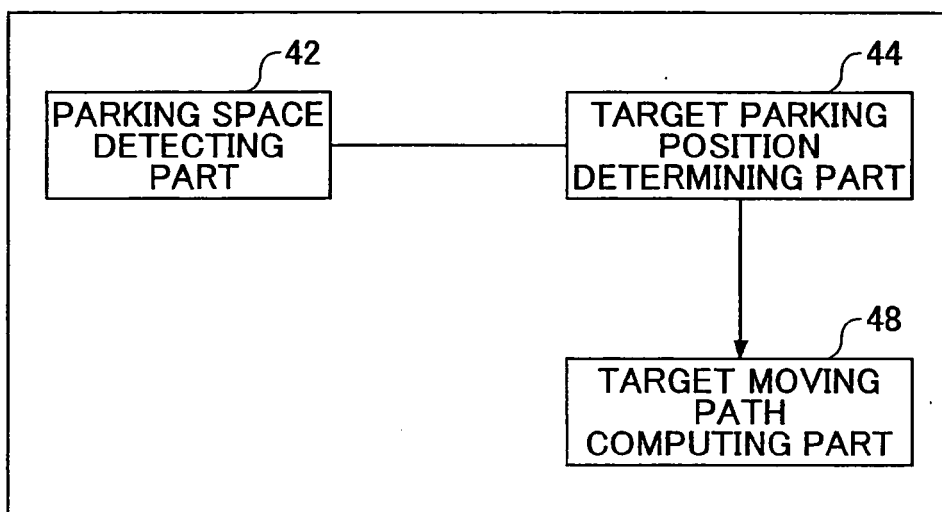 42
PARKING SPACE
DETECTING
PART
44
TARGET PARKING
POSITION
DETERMINING PART
48
TARGET MOVING
PATH
COMPUTING PART